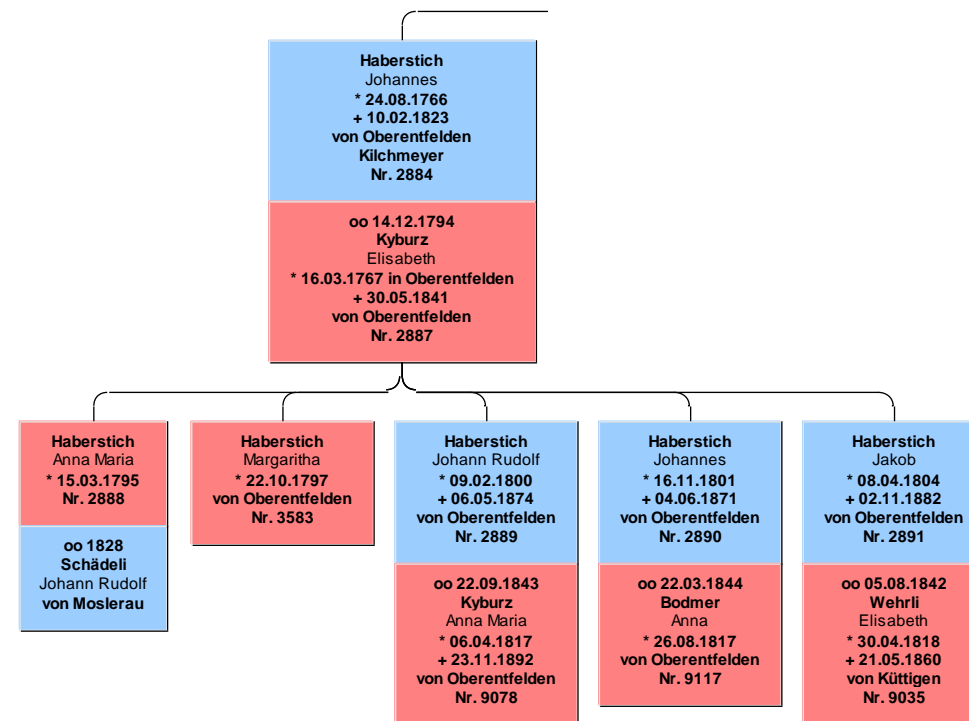 Haberstich
Johannes
* 24.08.1766
+ 10.02.1823
von Oberentfelden
Kilchmeyer
Nr. 2884
oo 14.12.1794
Kyburz
Elisabeth
* 16.03.1767 in Oberentfelden
+ 30.05.1841
von Oberentfelden
Nr. 2887
Haberstich
Anna Maria
* 15.03.1795
Nr. 2888
oo 1828
Schädeli
Johann Rudolf
von Moslerau
Haberstich
Margaritha
* 22.10.1797
von Oberentfelden
Nr. 3583
Haberstich
Johann Rudolf
* 09.02.1800
+ 06.05.1874
von Oberentfelden
Nr. 2889
oo 22.09.1843
Kyburz
Anna Maria
* 06.04.1817
+ 23.11.1892
von Oberentfelden
Nr. 9078
Haberstich
Johannes
* 16.11.1801
+ 04.06.1871
von Oberentfelden
Nr. 2890
oo 22.03.1844
Bodmer
Anna
* 26.08.1817
von Oberentfelden
Nr. 9117
Haberstich
Jakob
* 08.04.1804
+ 02.11.1882
von Oberentfelden
Nr. 2891
oo 05.08.1842
Wehrli
Elisabeth
* 30.04.1818
+ 21.05.1860
von Küttigen
Nr. 9035